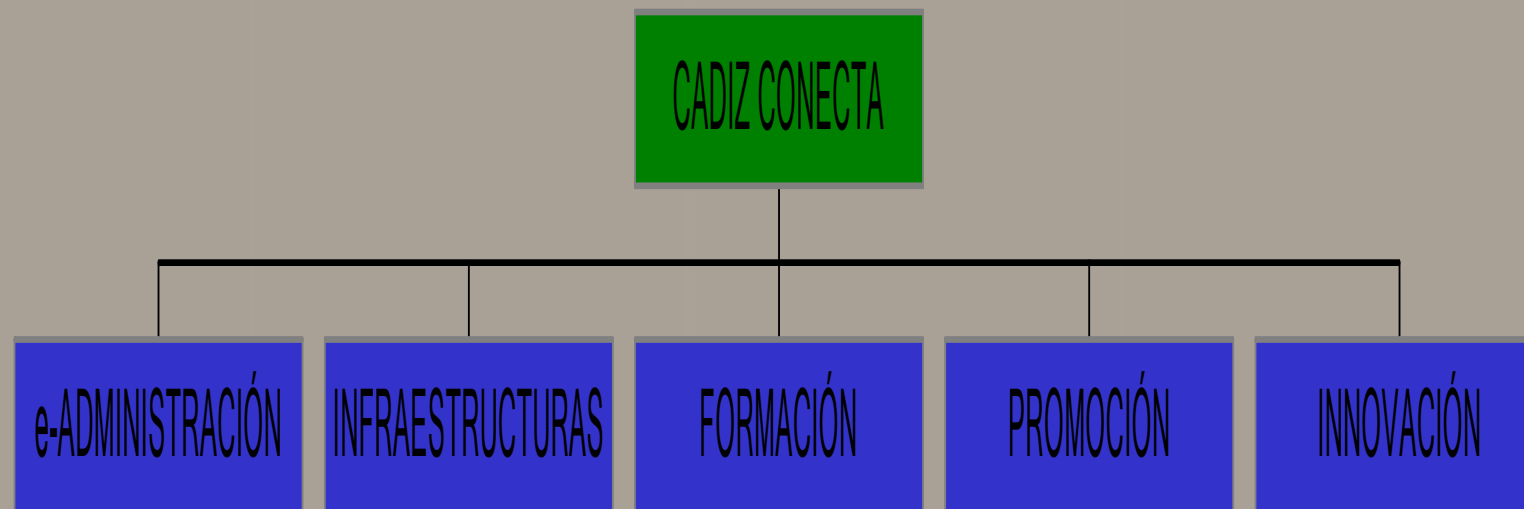 CADIZ CONECTA
e-ADMINISTRACIÓN
INFRAESTRUCTURAS
FORMACIÓN
PROMOCIÓN
INNOVACIÓN